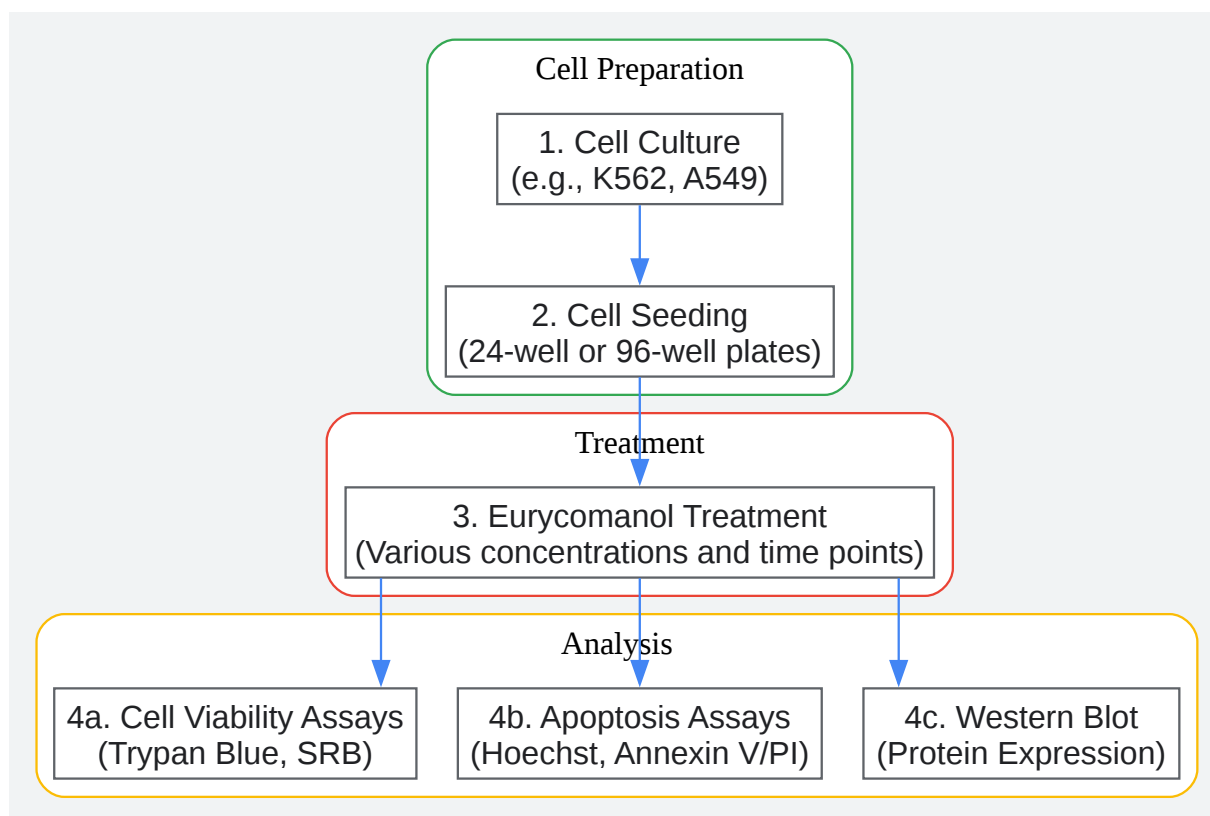 Cell Preparation
1. Cell Culture
(e.g., K562, A549)
2. Cell Seeding
(24-well or 96-well plates)
Treatment
3. Eurycomanol Treatment
(Various concentrations and time points)
Analysis
4a. Cell Viability Assays
(Trypan Blue, SRB)
4b. Apoptosis Assays
(Hoechst, Annexin V/PI)
4c. Western Blot
(Protein Expression)